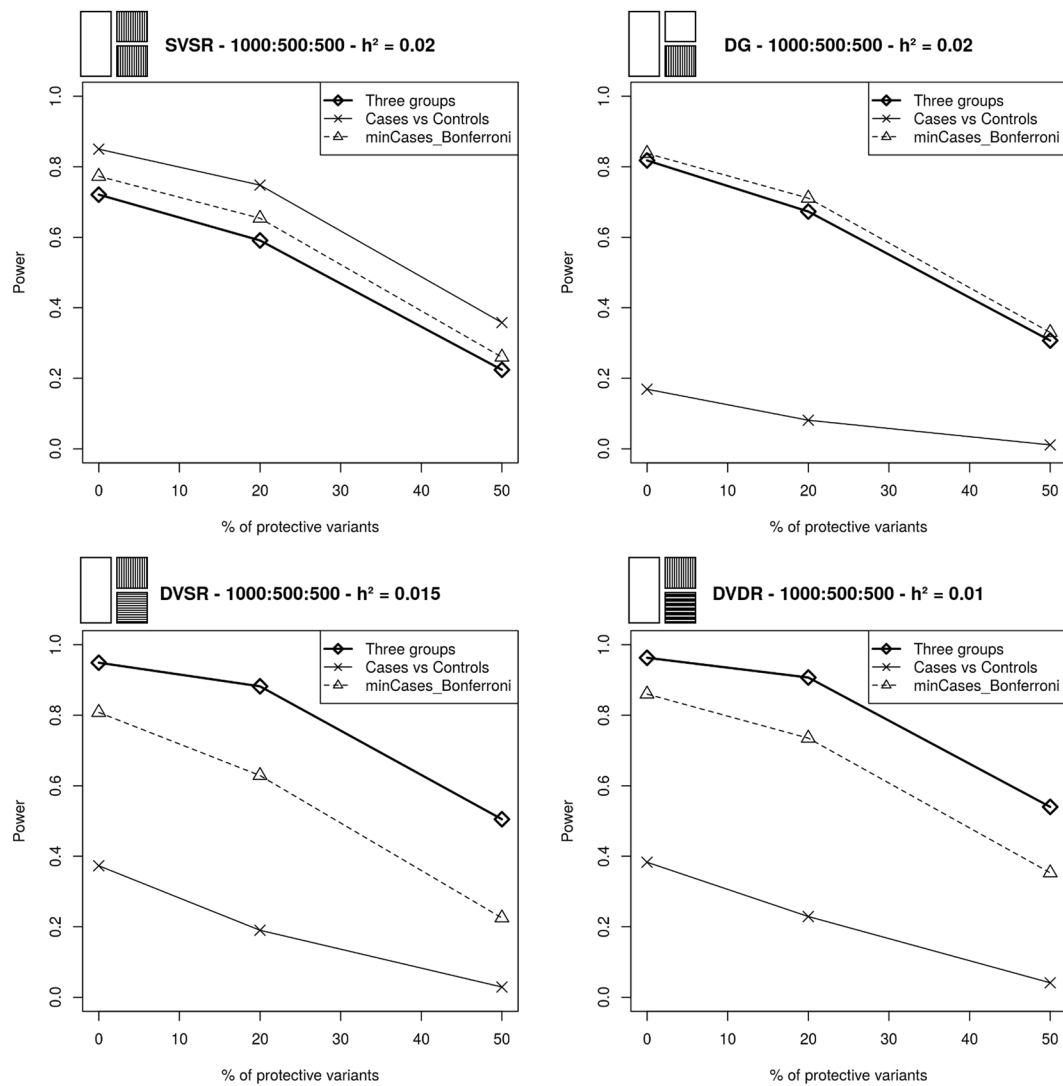 SVSR - 1000:500:500 - h² = 0.02
Three groups
Cases vs Controls
minCases_Bonferroni
Power
0.0 0.2 0.4 0.6 0.8 1.0
0 10 20 30 40 50
% of protective variants
DG - 1000:500:500 - h² = 0.02
Three groups
Cases vs Controls
minCases_Bonferroni
Power
0.0 0.2 0.4 0.6 0.8 1.0
0 10 20 30 40 50
% of protective variants
DVSR - 1000:500:500 - h² = 0.015
Three groups
Cases vs Controls
minCases_Bonferroni
Power
0.0 0.2 0.4 0.6 0.8 1.0
0 10 20 30 40 50
% of protective variants
DVDR - 1000:500:500 - h² = 0.01
Three groups
Cases vs Controls
minCases_Bonferroni
Power
0.0 0.2 0.4 0.6 0.8 1.0
0 10 20 30 40 50
% of protective variants